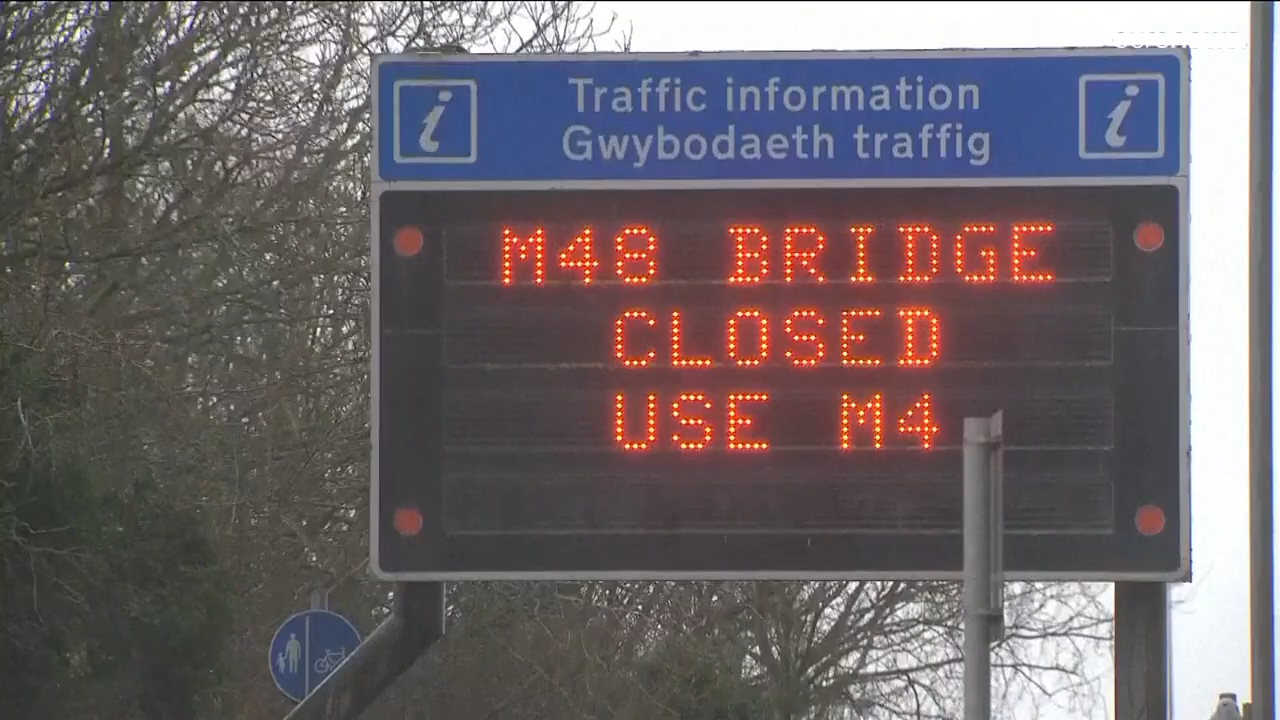 Traffic information
Gwybodaeth traffig
M48 BRIDGE
CLOSED
USE M4